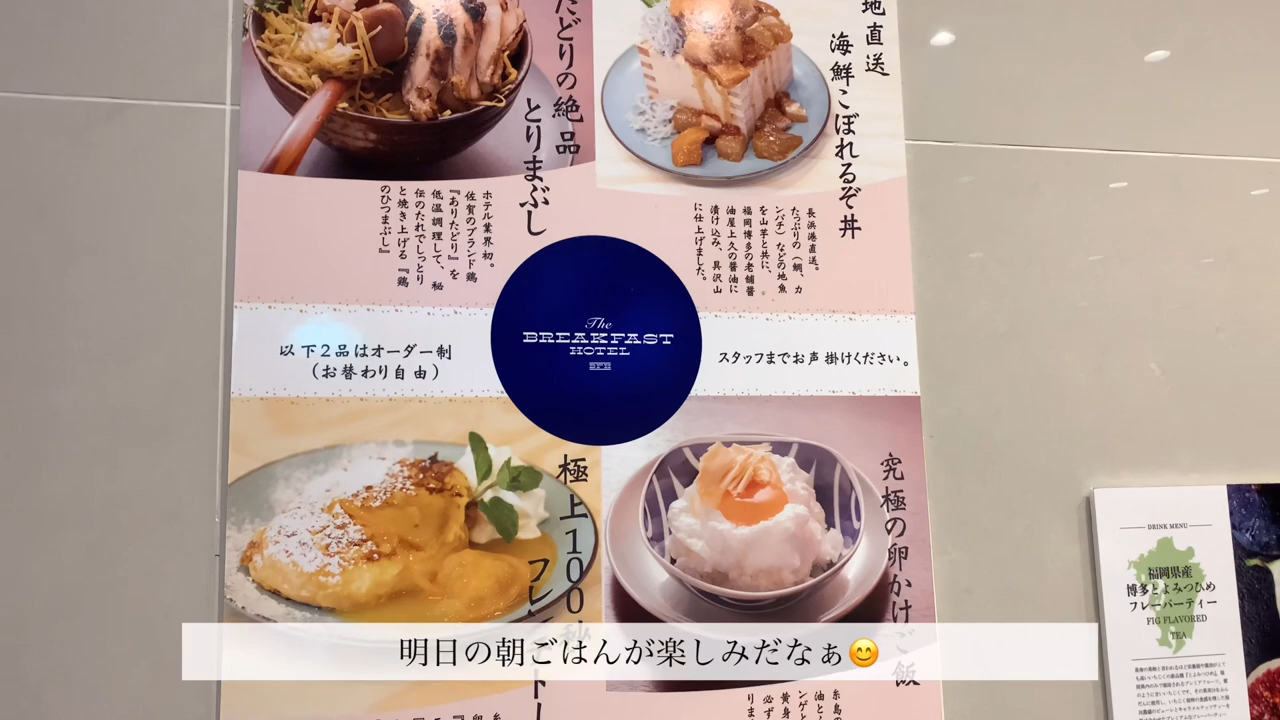 地直送
海鮮こぼれるぞ丼
長浜港直送。
たっぷりの（鯛、カ
ンパチ）などの地魚
を山芋と共に、
福岡博多の老舗醤
油屋上久の醤油に
漬け込み、具沢山
に仕上げました。
たどりの絶品
とりまぶし
ホテル業界初。
佐賀のブランド鶏
『ありたどり』を
低温調理して、秘
伝のたれでしっとり
と焼き上げる『鶏
のひつまぶし』
以下2品はオーダー制
（お替わり自由）
The
BREAKFAST
HOTEL
BFH
スタッフまでお声掛けください。
究極の卵かけご飯
極上100秒
フレ
トー
DRINK MENU
福岡県産
博多とよみつひめ
フレーバーティー
FIG FLAVORED
TEA
明日の朝ごはんが楽しみだなぁ😊